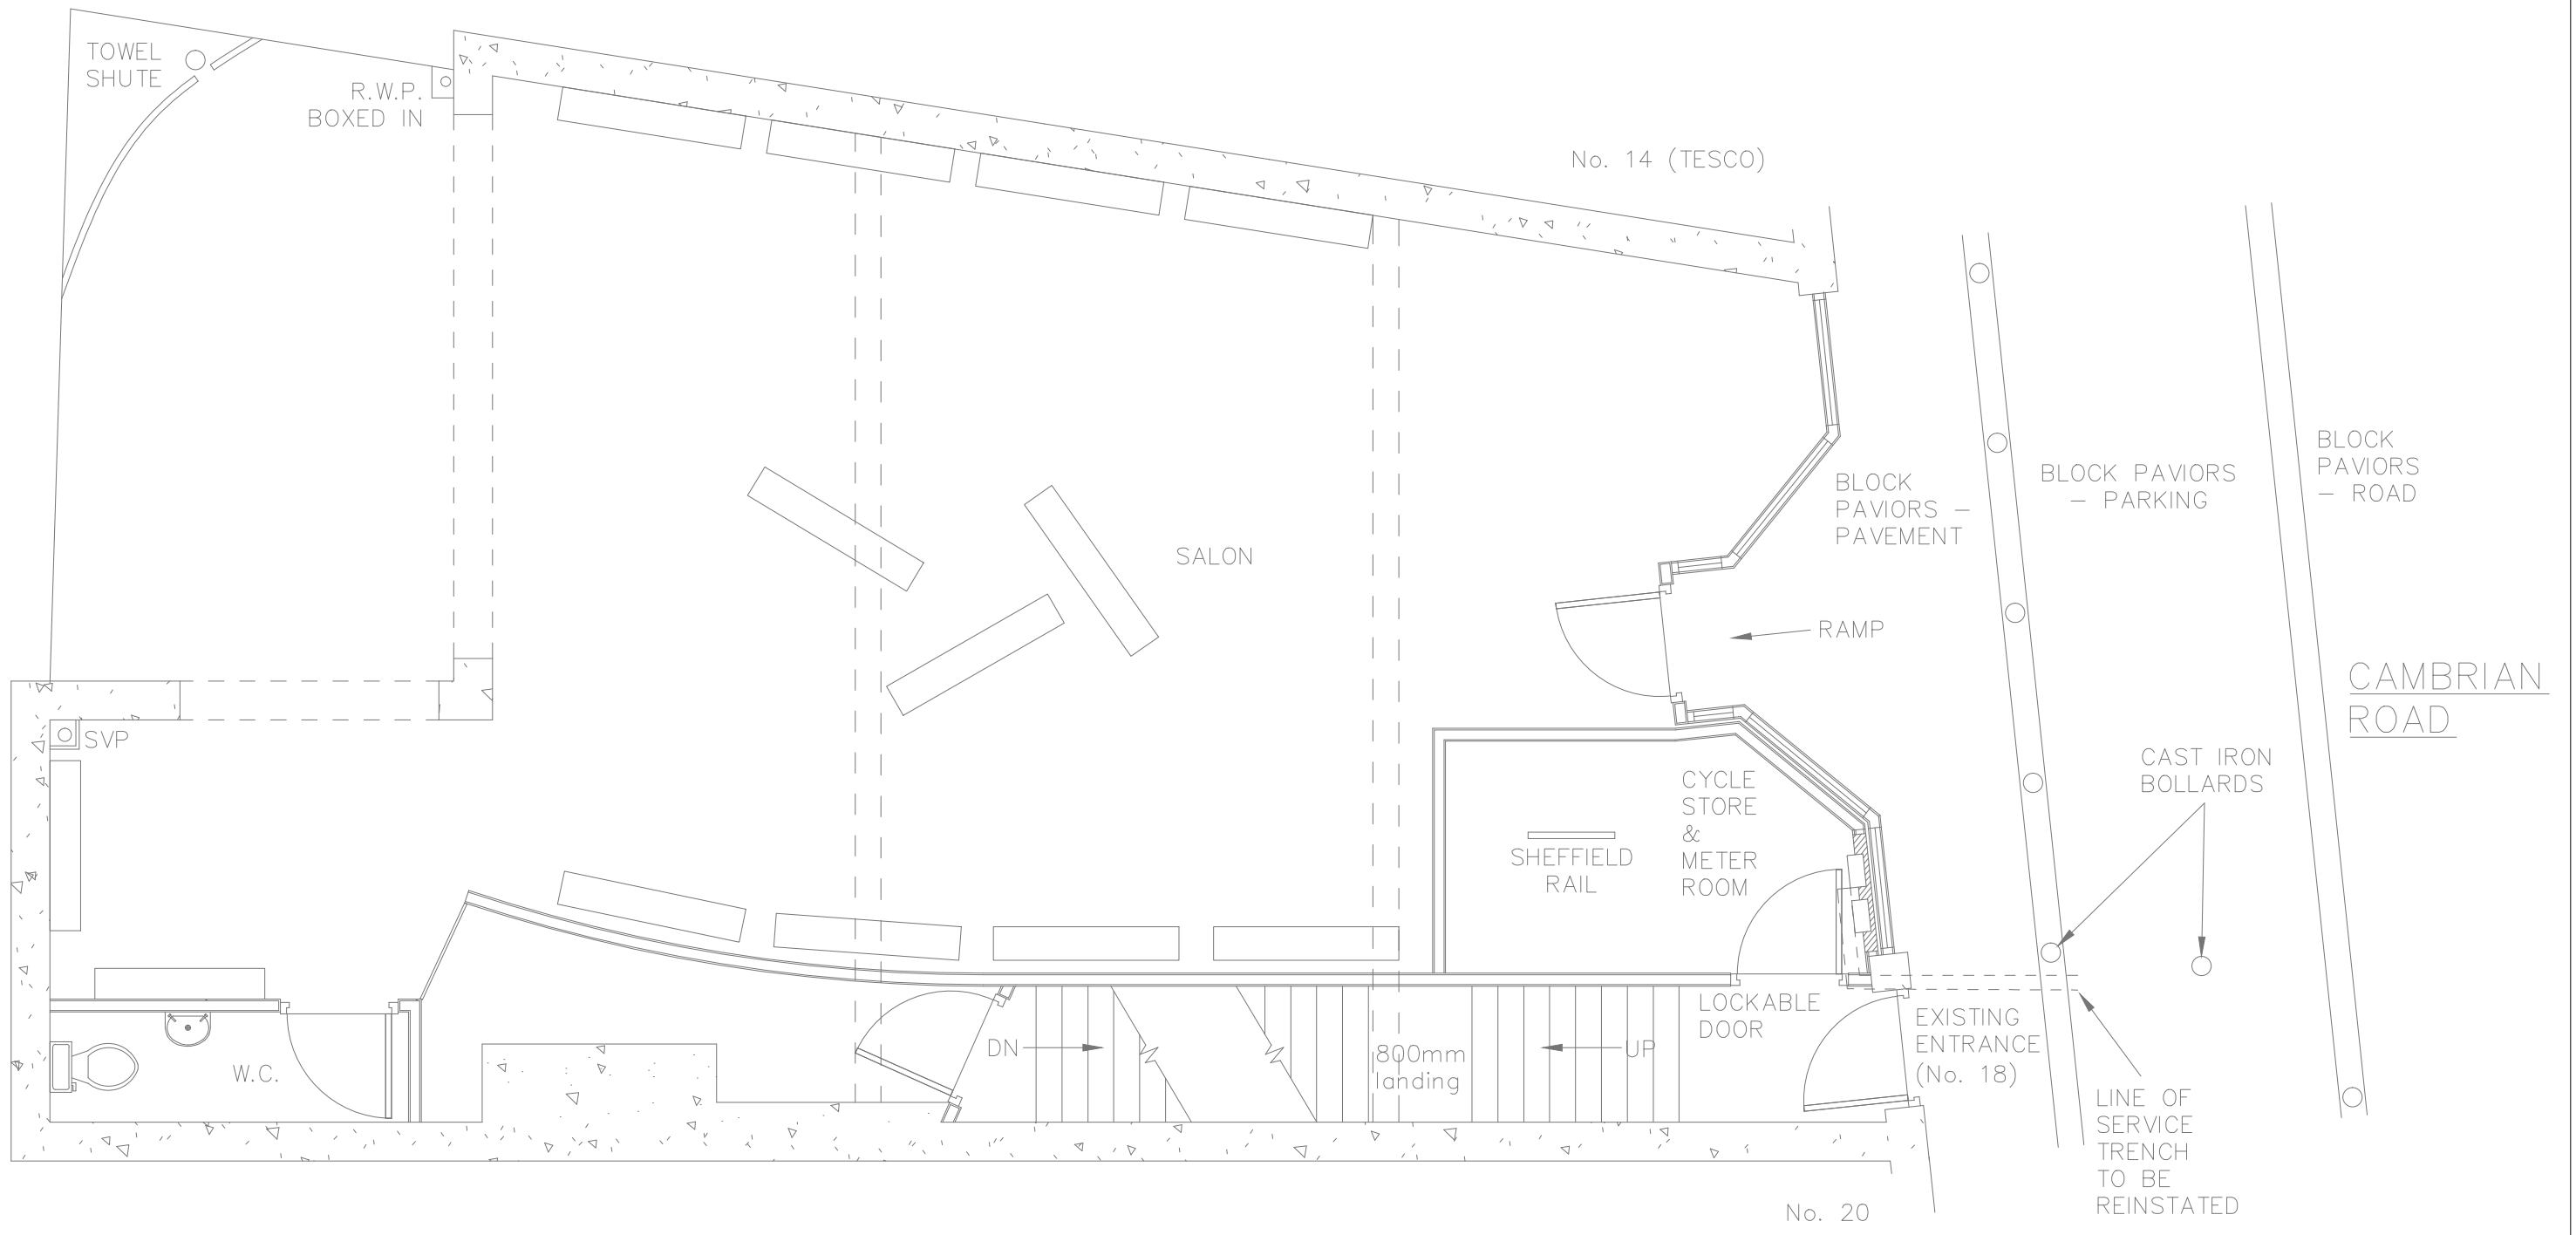 TOWEL
SHUTE
R.W.P.
BOXED IN
No. 14 (TESCO)
BLOCK
PAVIORS –
PAVEMENT
BLOCK PAVIORS
– PARKING
BLOCK
PAVIORS
– ROAD
SALON
RAMP
CAMBRIAN
ROAD
SVP
CAST IRON
BOLLARDS
CYCLE
STORE
&
METER
ROOM
SHEFFIELD
RAIL
LOCKABLE
DOOR
EXISTING
ENTRANCE
(No. 18)
DN
800mm
landing
UP
W.C.
LINE OF
SERVICE
TRENCH
TO BE
REINSTATED
No. 20